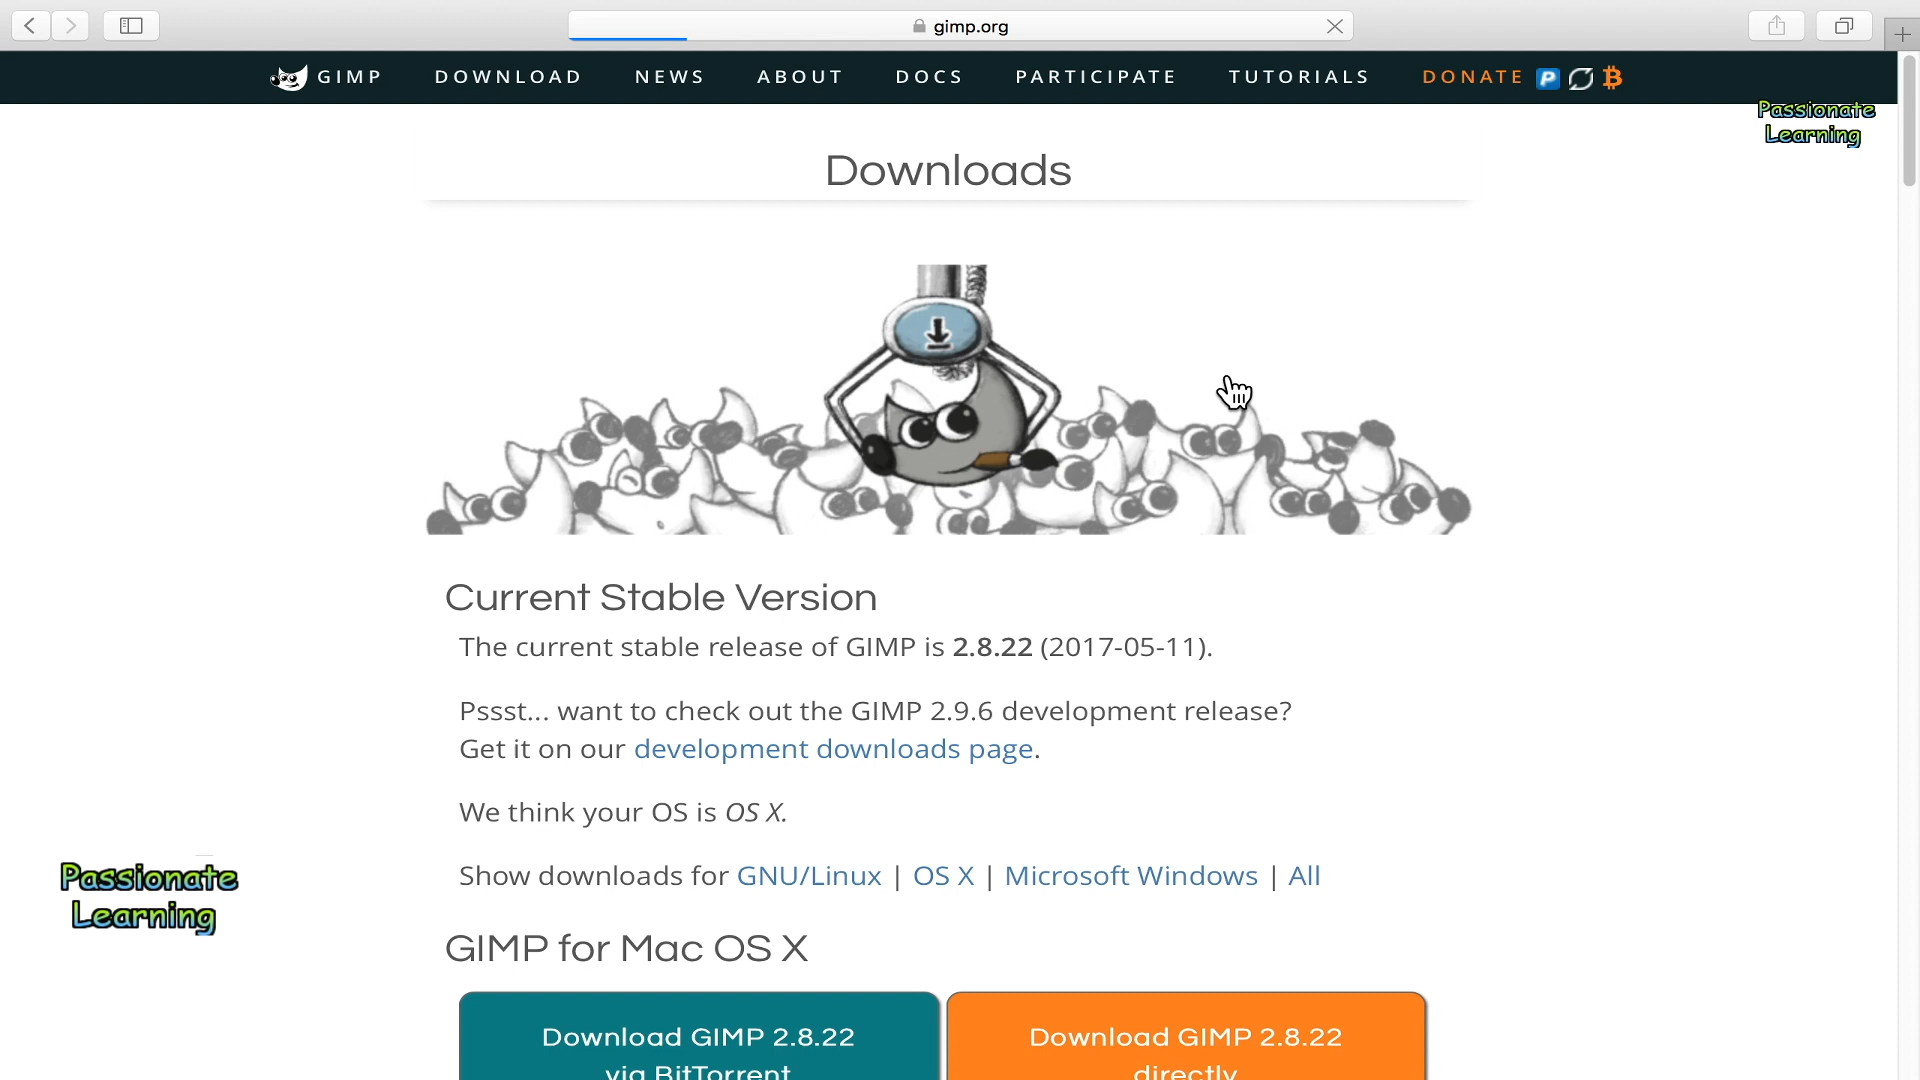 gimp.org
GIMP DOWNLOAD NEWS ABOUT DOCS PARTICIPATE TUTORIALS DONATE
Passionate
Learning
Downloads
Current Stable Version
The current stable release of GIMP is 2.8.22 (2017-05-11).
Pssst... want to check out the GIMP 2.9.6 development release?
Get it on our development downloads page.
We think your OS is OS X.
Show downloads for GNU/Linux | OS X | Microsoft Windows | All
Passionate
Learning
GIMP for Mac OS X
Download GIMP 2.8.22
via BitTorrent
Download GIMP 2.8.22
directly